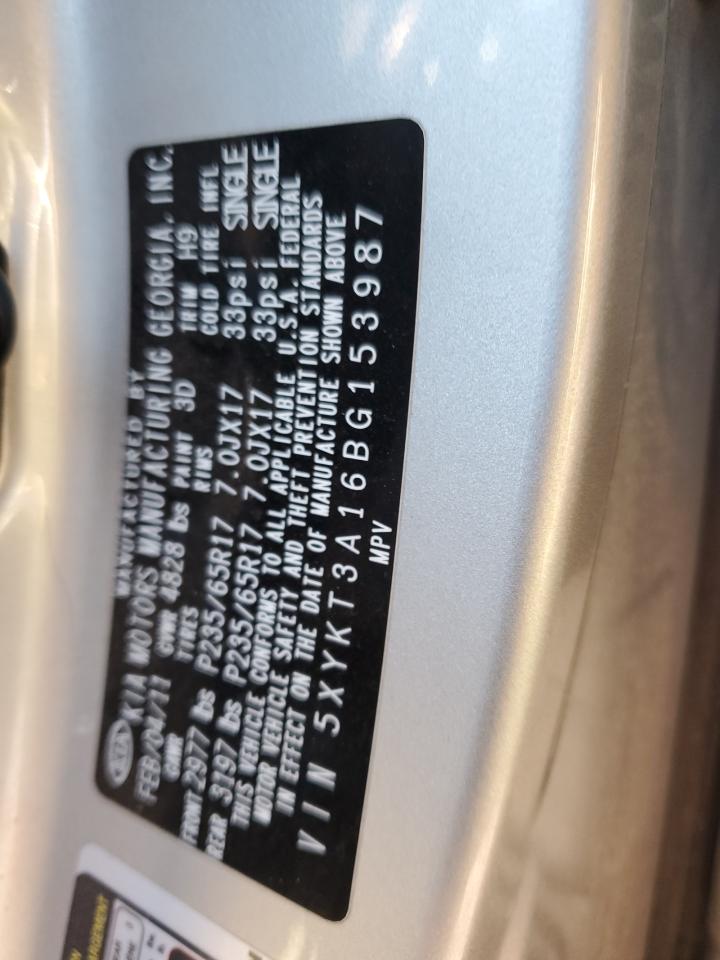 MANUFACTURED BY
KIA KIA MOTORS MANUFACTURING GEORGIA, INC.
FEB/04/11 GVWR 4828 lbs PAINT 3D TRIM H9
GAWR TIRES RIMS COLD TIRE INFL
FRONT 2977 lbs P235/65R17 7.0JX17 33psi SINGLE
REAR 3197 lbs P235/65R17 7.0JX17 33psi SINGLE
THIS VEHICLE CONFORMS TO ALL APPLICABLE U.S.A. FEDERAL
MOTOR VEHICLE SAFETY AND THEFT PREVENTION STANDARDS
IN EFFECT ON THE DATE OF MANUFACTURE SHOWN ABOVE
VIN 5XYKT3A16BG153987
MPV